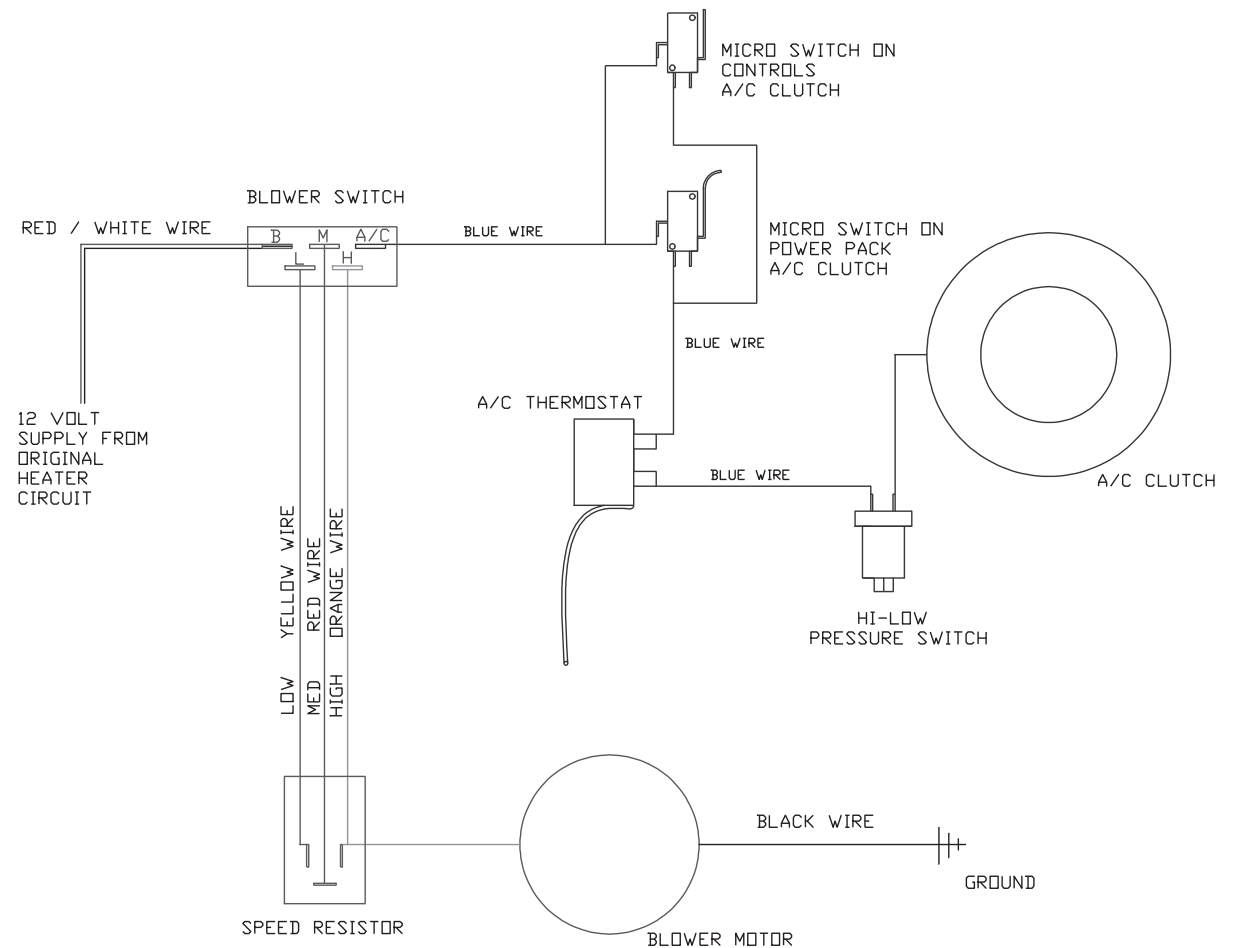 MICRO SWITCH ON
CONTROLS
A/C CLUTCH
BLOWER SWITCH
RED / WHITE WIRE
B
M
A/C
L
H
BLUE WIRE
MICRO SWITCH ON
POWER PACK
A/C CLUTCH
BLUE WIRE
A/C THERMOSTAT
12 VOLT
SUPPLY FROM
ORIGINAL
HEATER
CIRCUIT
BLUE WIRE
A/C CLUTCH
LOW YELLOW WIRE
MED RED WIRE
HIGH ORANGE WIRE
HI-LOW
PRESSURE SWITCH
BLACK WIRE
GROUND
SPEED RESISTOR
BLOWER MOTOR